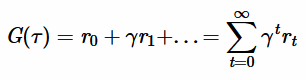 G(τ) = r₀ + γr₁+...= ∑_{t=0}^{∞} γᵗrₜ